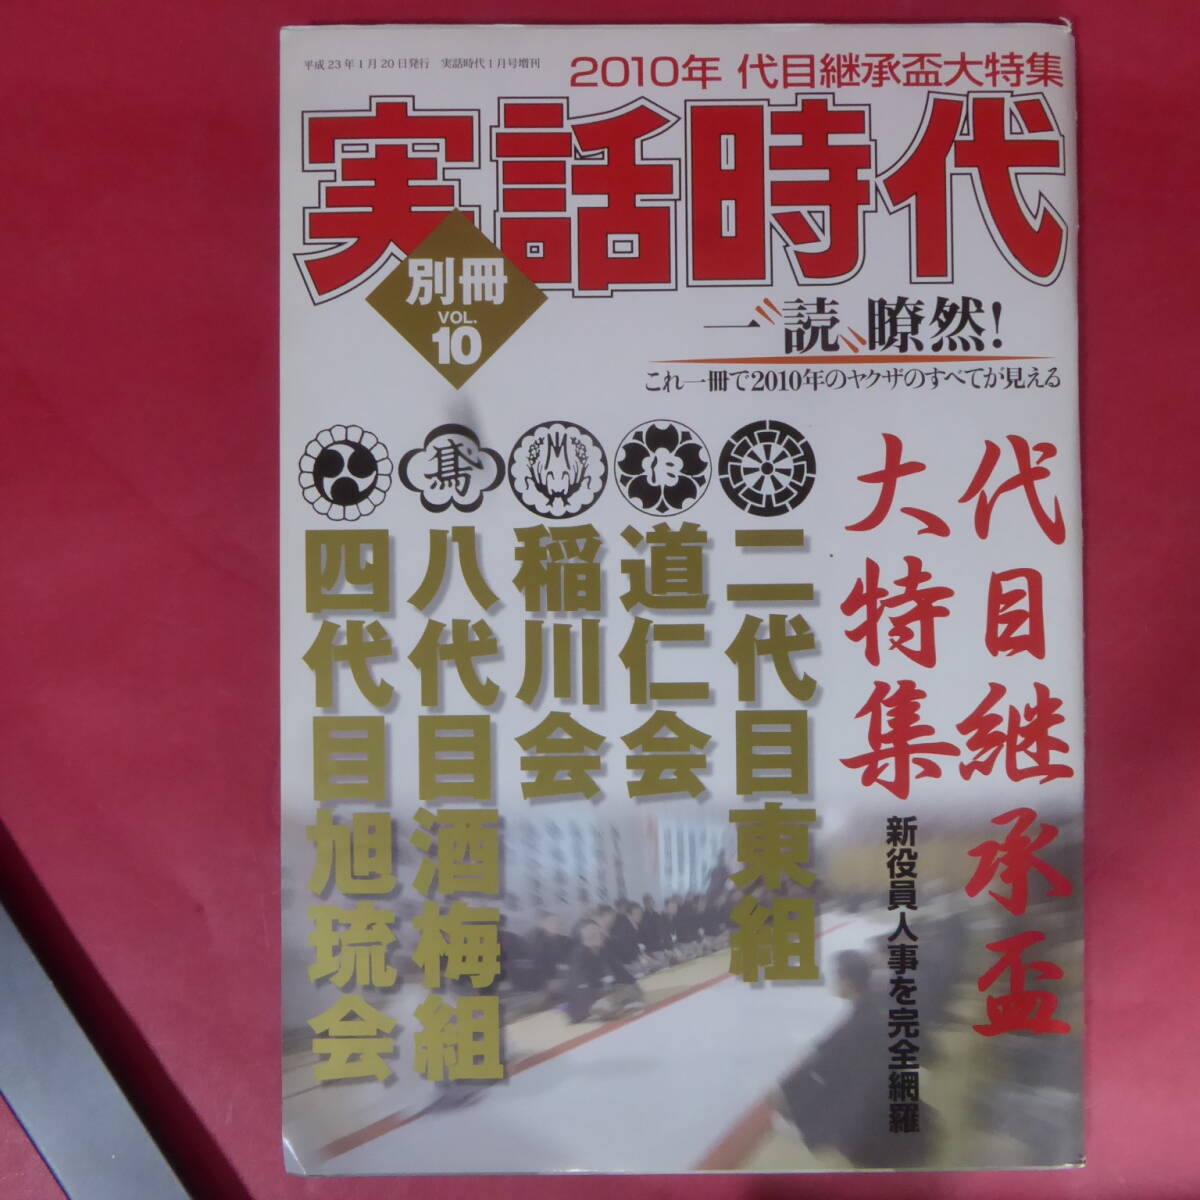 平成23年1月20日発行　実話時代1月号増刊
2010年 代目継承盃大特集
実話時代
別冊
VOL.
10
一〝読〟瞭然!
これ一冊で2010年のヤクザのすべてが見える
代目継承盃
大特集
新役員人事を完全網羅
二代目東組
道仁会
稲川会
八代目酒梅組
四代目旭琉会